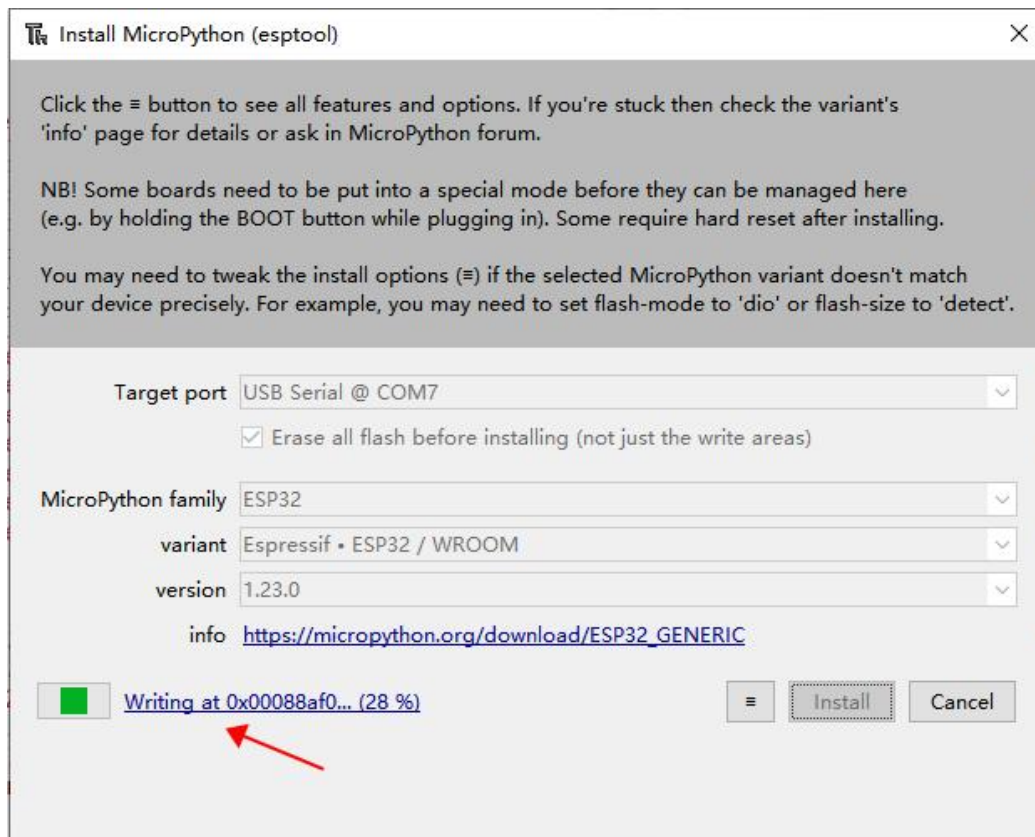 Install MicroPython (esptool)
Click the ≡ button to see all features and options. If you're stuck then check the variant's
'info' page for details or ask in MicroPython forum.
NB! Some boards need to be put into a special mode before they can be managed here
(e.g. by holding the BOOT button while plugging in). Some require hard reset after installing.
You may need to tweak the install options (≡) if the selected MicroPython variant doesn't match
your device precisely. For example, you may need to set flash-mode to 'dio' or flash-size to 'detect'.
Target port USB Serial @ COM7
Erase all flash before installing (not just the write areas)
MicroPython family ESP32
variant Espressif • ESP32 / WROOM
version 1.23.0
info https://micropython.org/download/ESP32_GENERIC
Writing at 0x00088af0... (28 %) ≡ Install Cancel